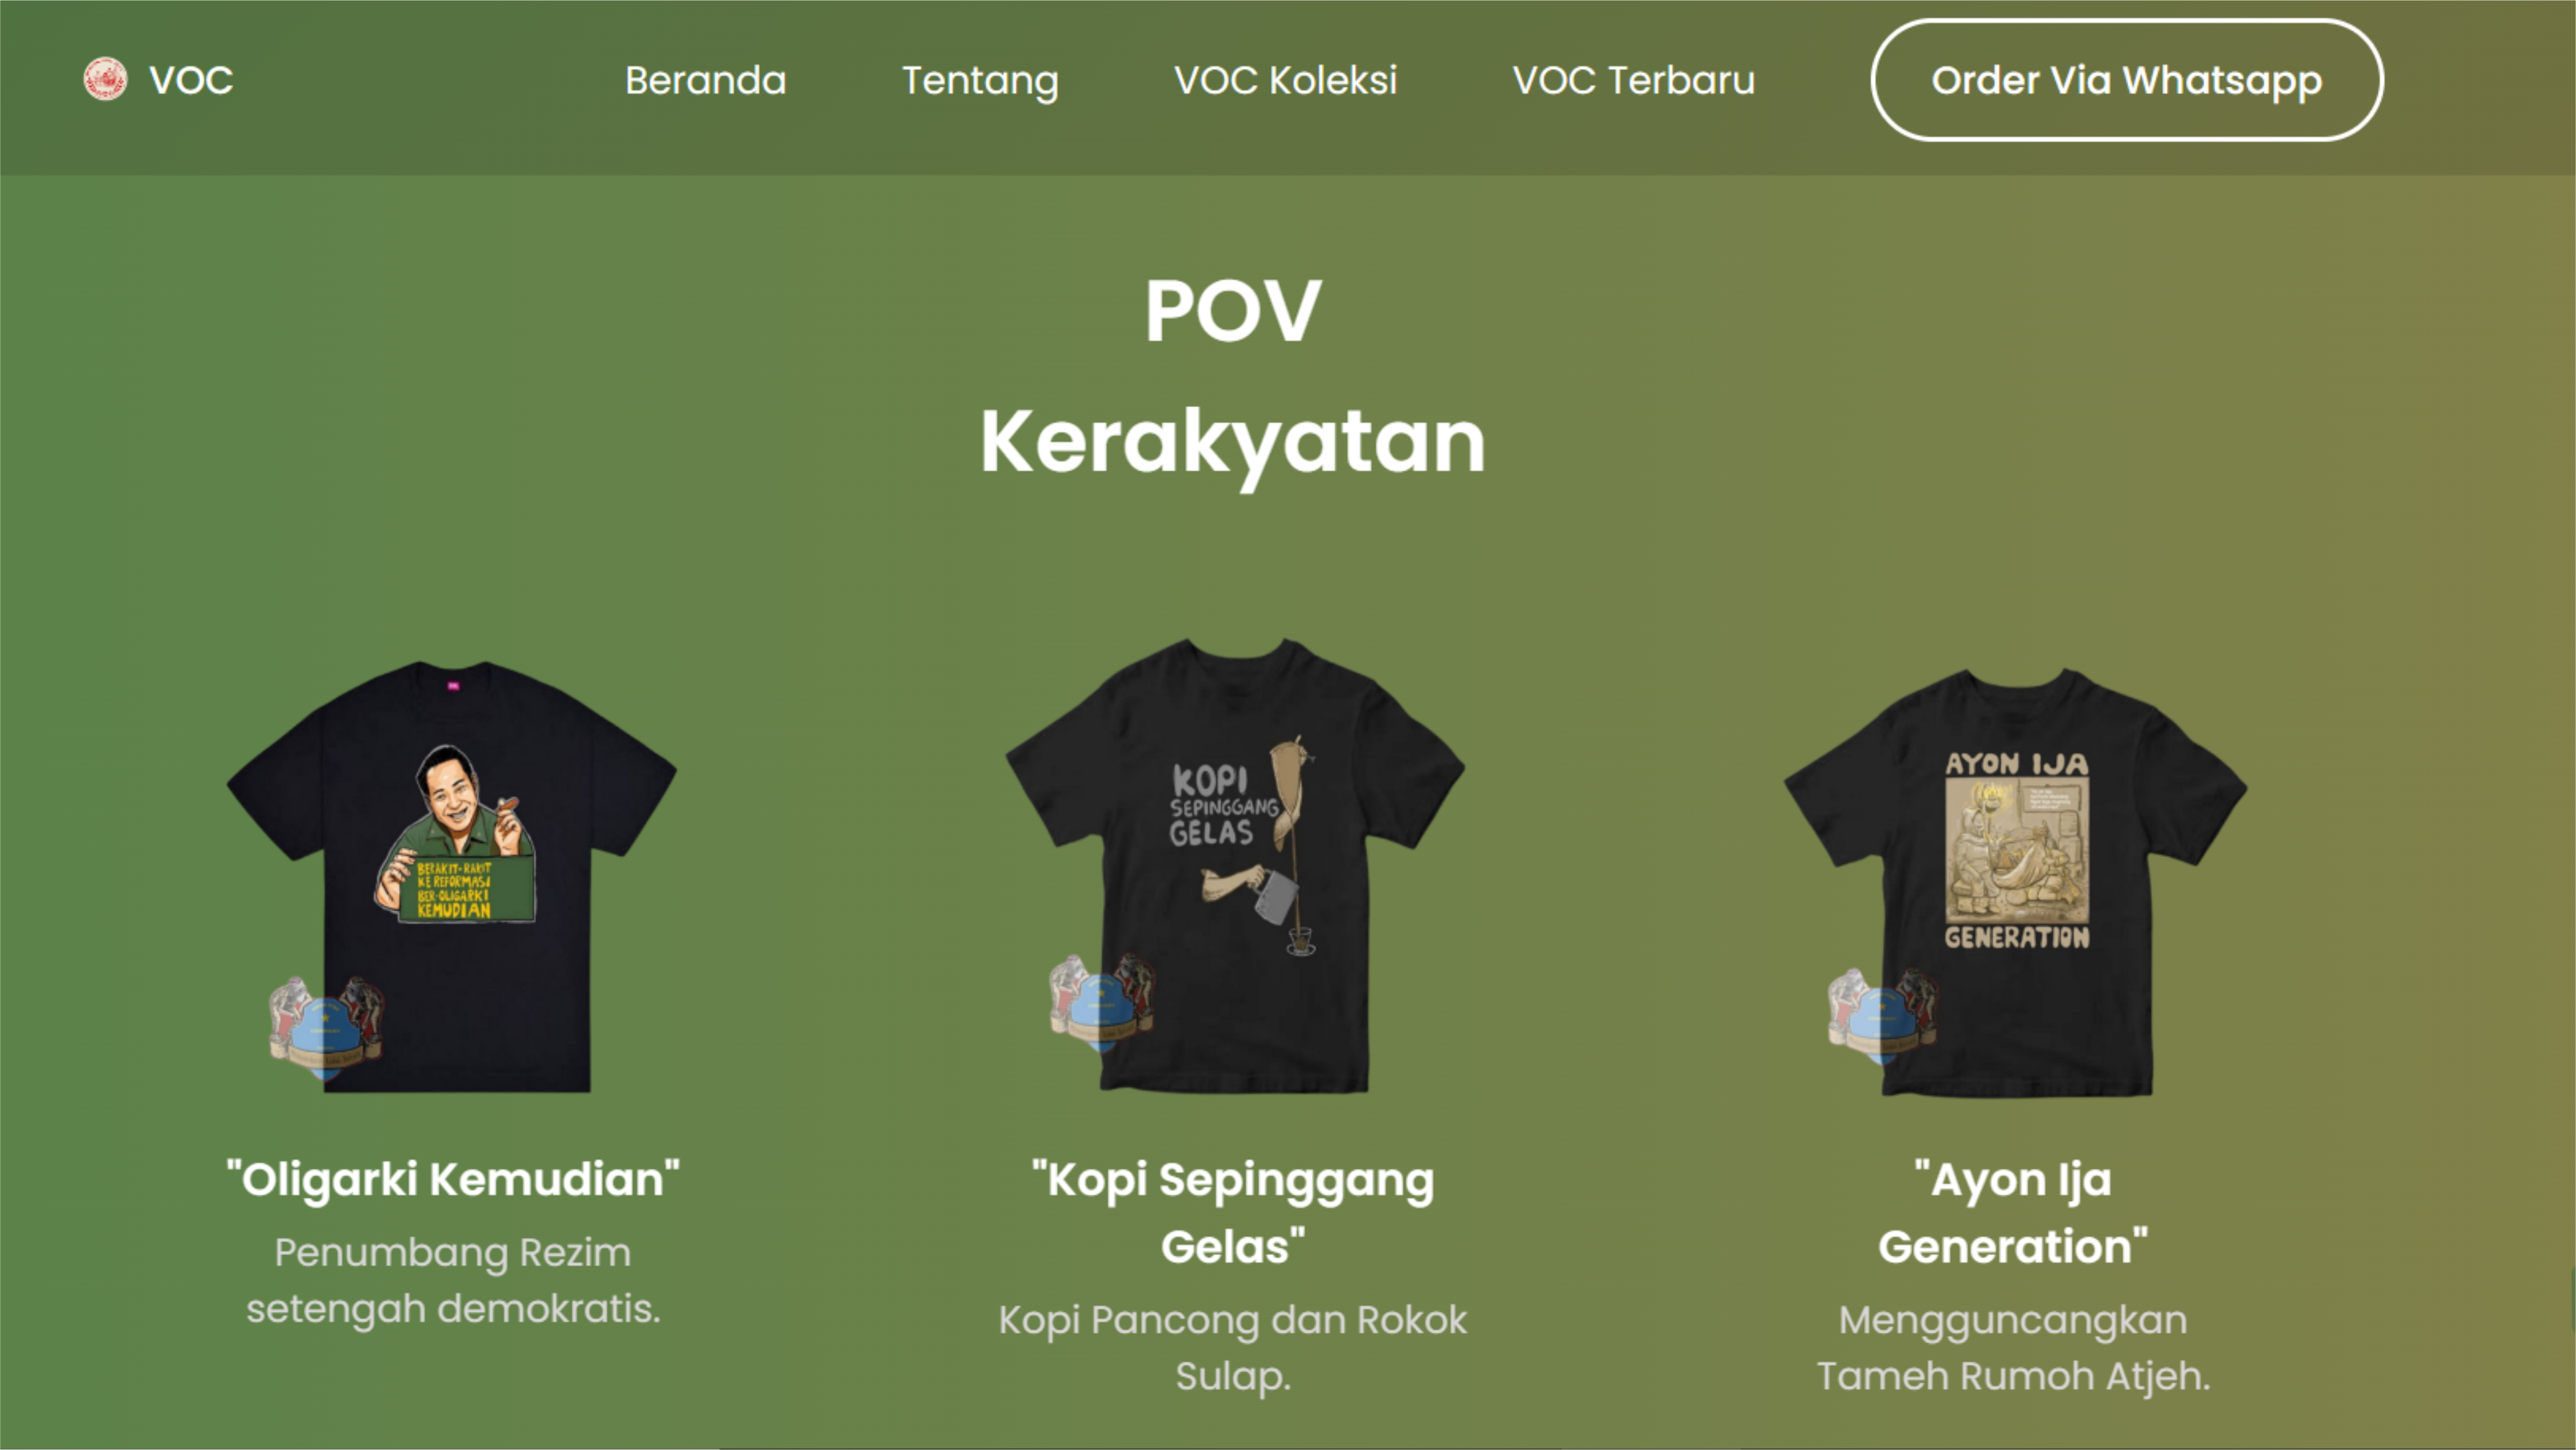 VOC
Beranda
Tentang
VOC Koleksi
VOC Terbaru
Order Via Whatsapp
POV
Kerakyatan
BERAKIT-RAKIT
KE REFORMASI
BER-OLIGARKI
KEMUDIAN
KOPI
SEPINGGANG
GELAS
AYON IJA
GENERATION
"Oligarki Kemudian"
Penumbang Rezim
setengah demokratis.
"Kopi Sepinggang
Gelas"
Kopi Pancong dan Rokok
Sulap.
"Ayon Ija
Generation"
Mengguncangkan
Tameh Rumoh Atjeh.